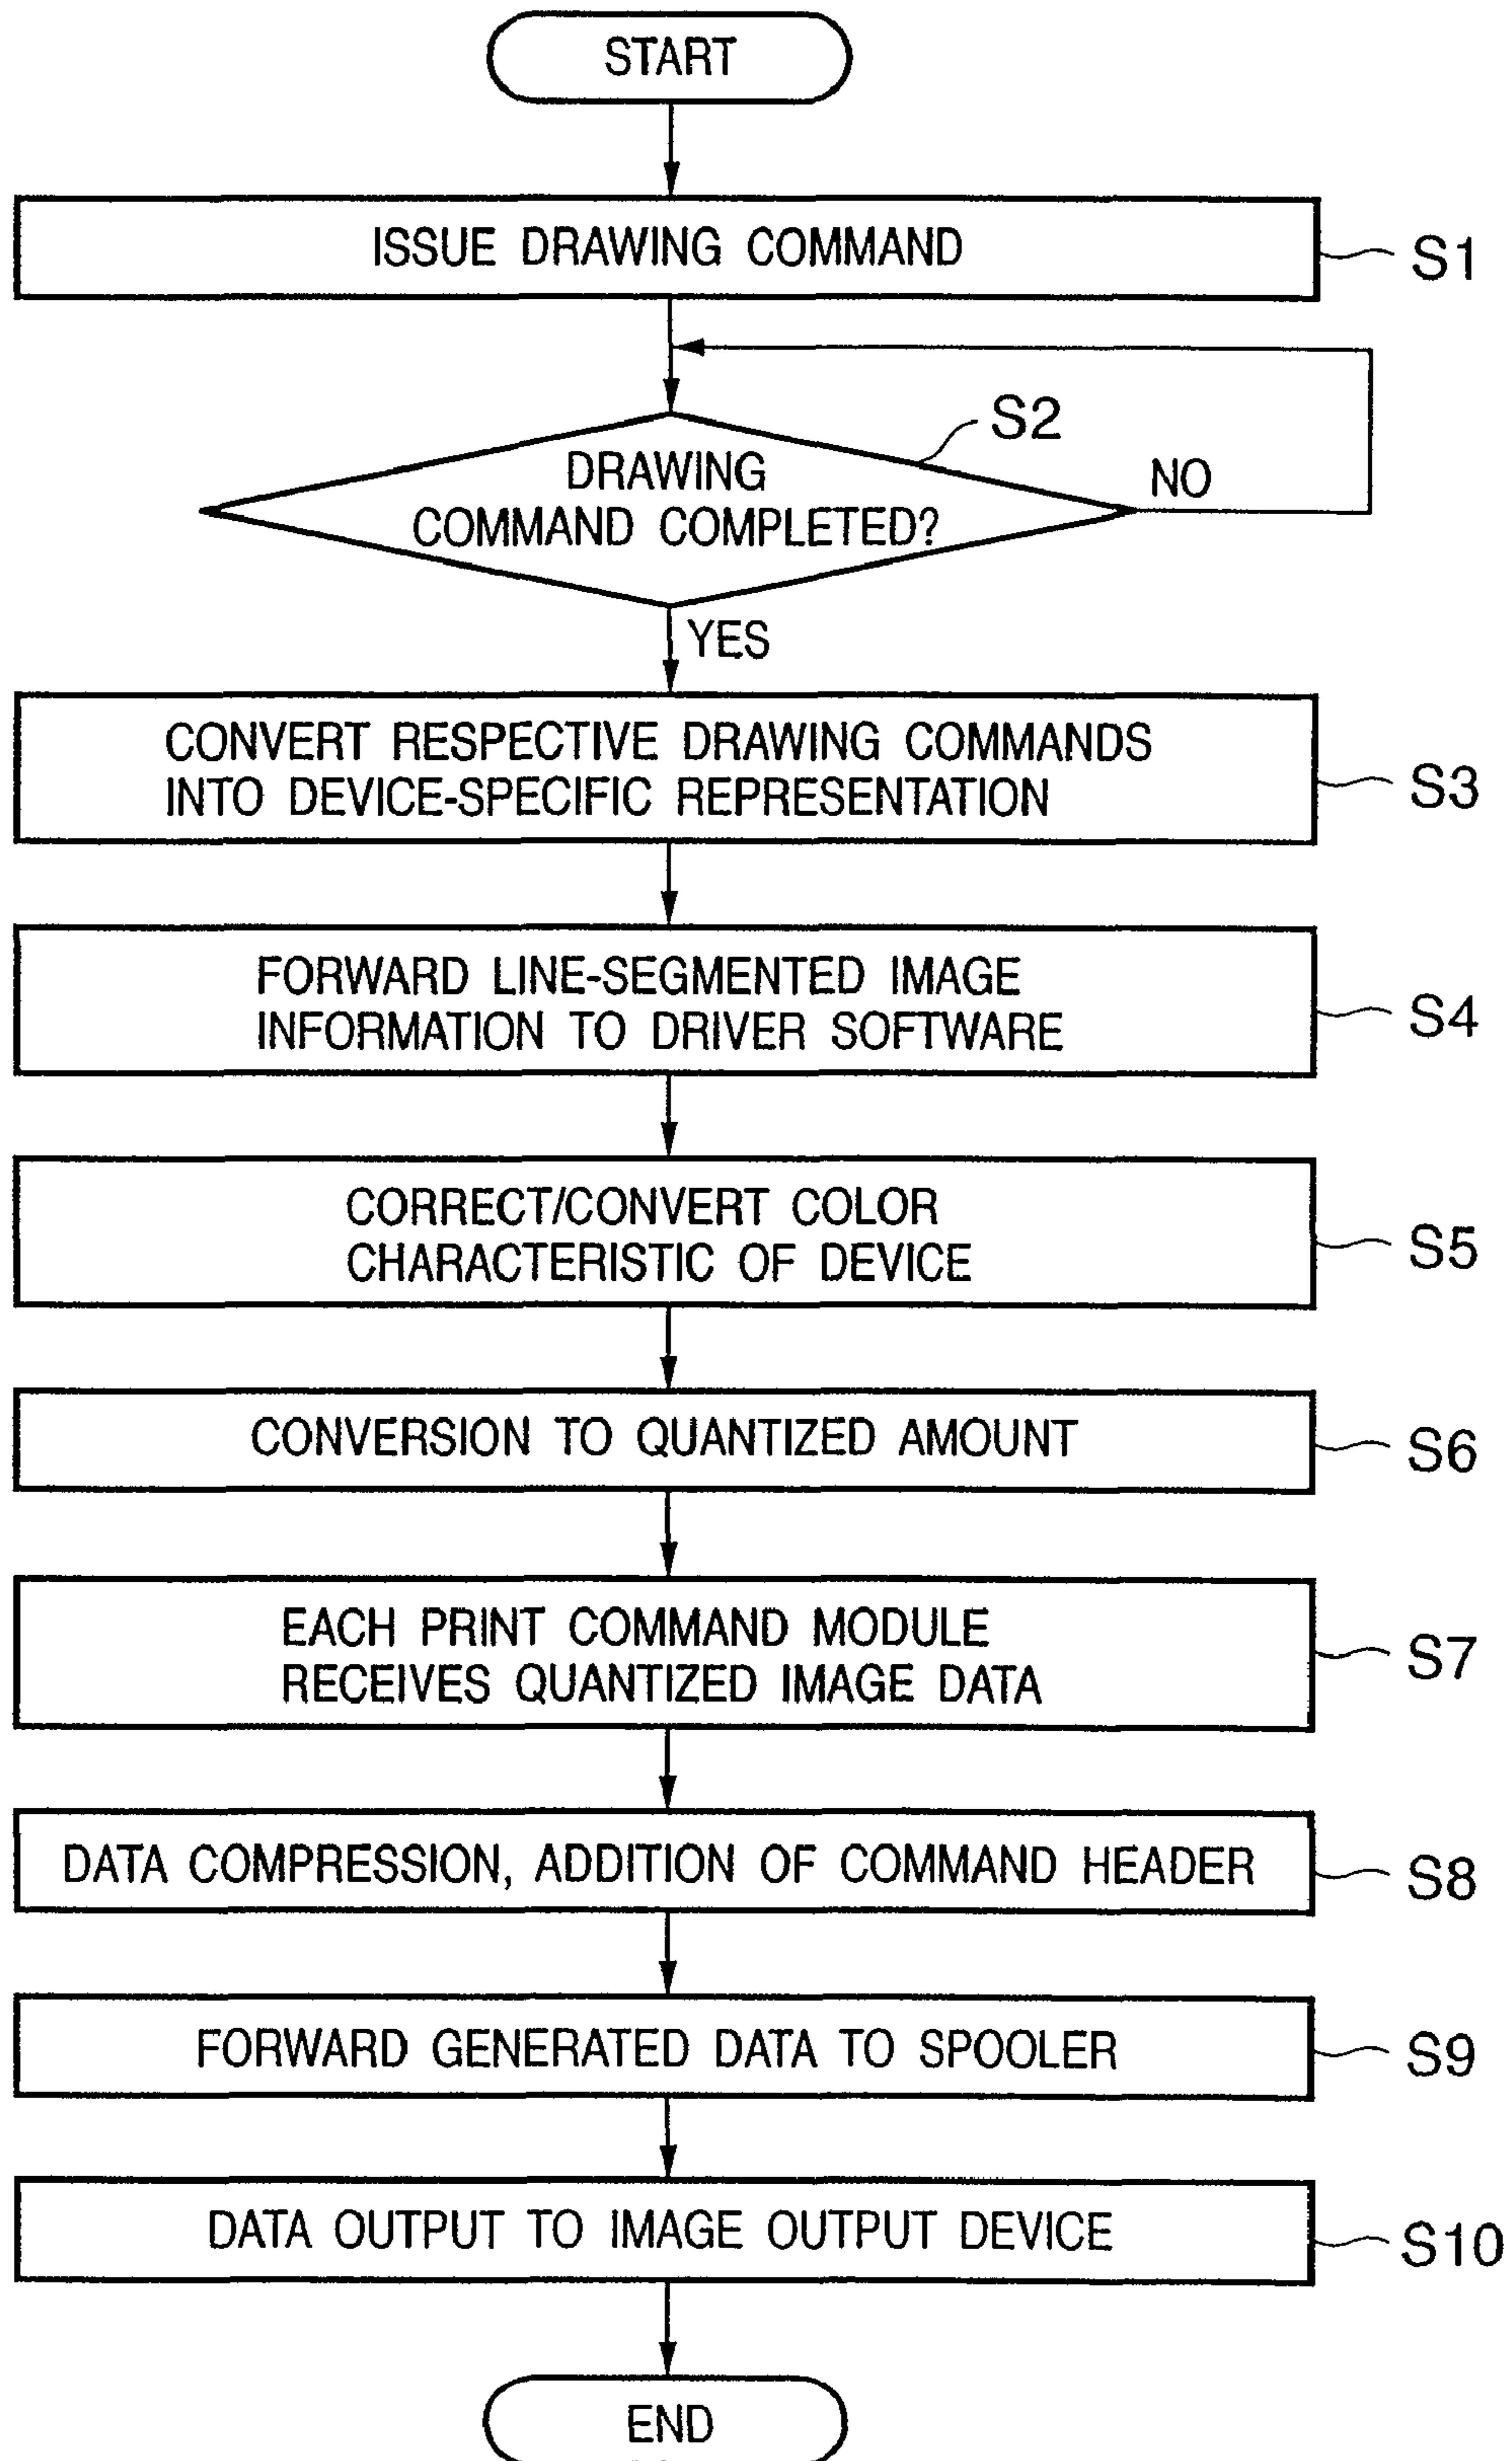 START
ISSUE DRAWING COMMAND
S1
S2
DRAWING
COMMAND COMPLETED?
NO
YES
CONVERT RESPECTIVE DRAWING COMMANDS
INTO DEVICE-SPECIFIC REPRESENTATION
S3
FORWARD LINE-SEGMENTED IMAGE
INFORMATION TO DRIVER SOFTWARE
S4
CORRECT/CONVERT COLOR
CHARACTERISTIC OF DEVICE
S5
CONVERSION TO QUANTIZED AMOUNT
S6
EACH PRINT COMMAND MODULE
RECEIVES QUANTIZED IMAGE DATA
S7
DATA COMPRESSION, ADDITION OF COMMAND HEADER
S8
FORWARD GENERATED DATA TO SPOOLER
S9
DATA OUTPUT TO IMAGE OUTPUT DEVICE
S10
END